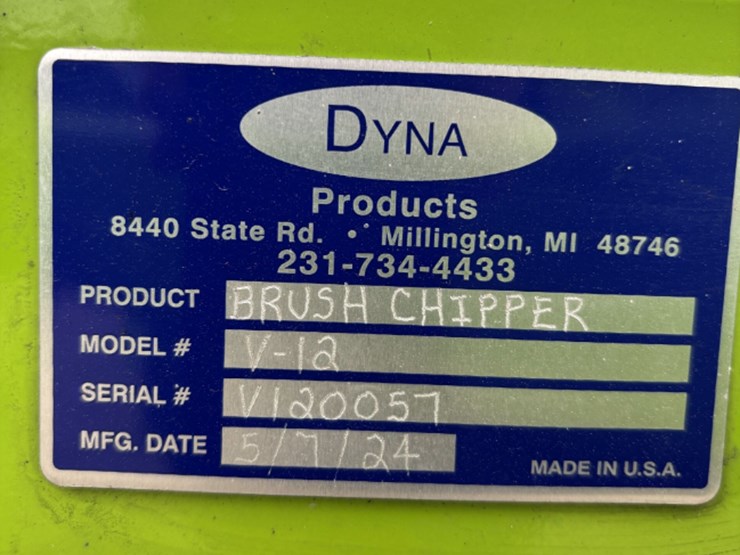 DYNA
Products
8440 State Rd. • Millington, MI 48746
231-734-4433
PRODUCT BRUSH CHIPPER
MODEL # V-12
SERIAL # V120057
MFG. DATE 5/7/24
MADE IN U.S.A.